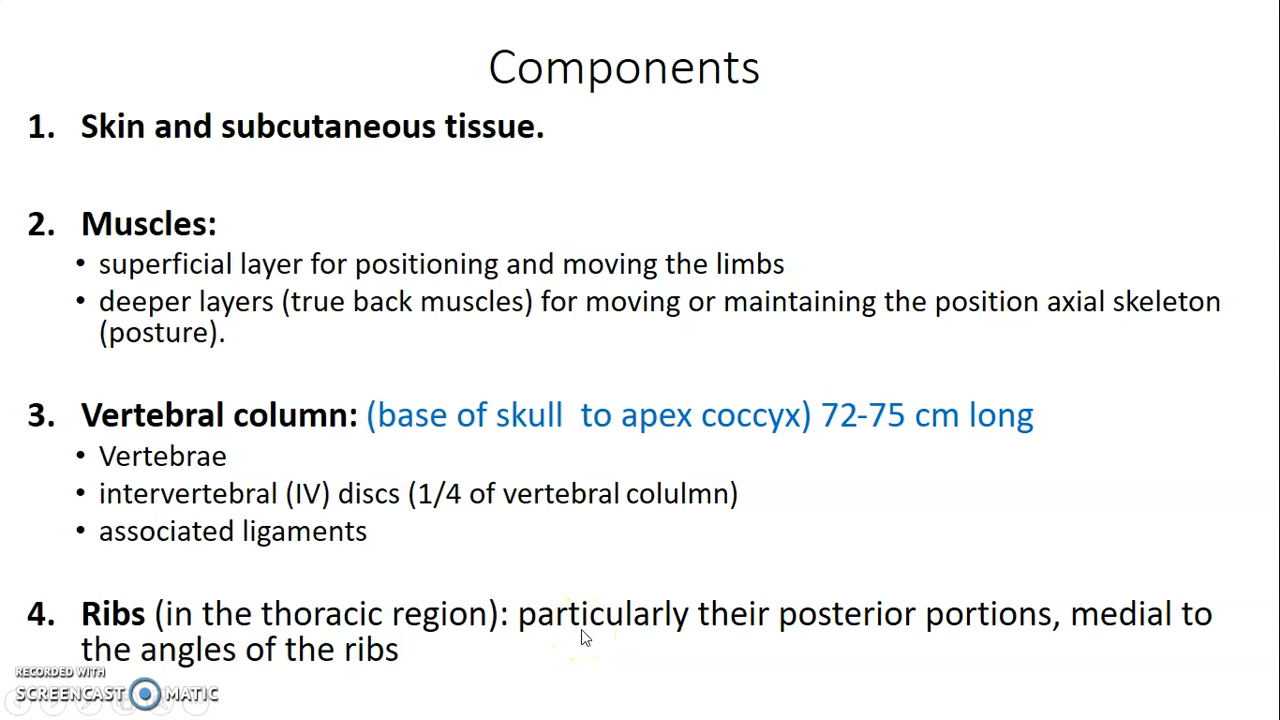 Components
1. Skin and subcutaneous tissue.
2. Muscles:
• superficial layer for positioning and moving the limbs
• deeper layers (true back muscles) for moving or maintaining the position axial skeleton
(posture).
3. Vertebral column: (base of skull  to apex coccyx) 72-75 cm long
• Vertebrae
• intervertebral (IV) discs (1/4 of vertebral colulmn)
• associated ligaments
4. Ribs (in the thoracic region): particularly their posterior portions, medial to
the angles of the ribs
RECORDED WITH
SCREENCAST MATIC